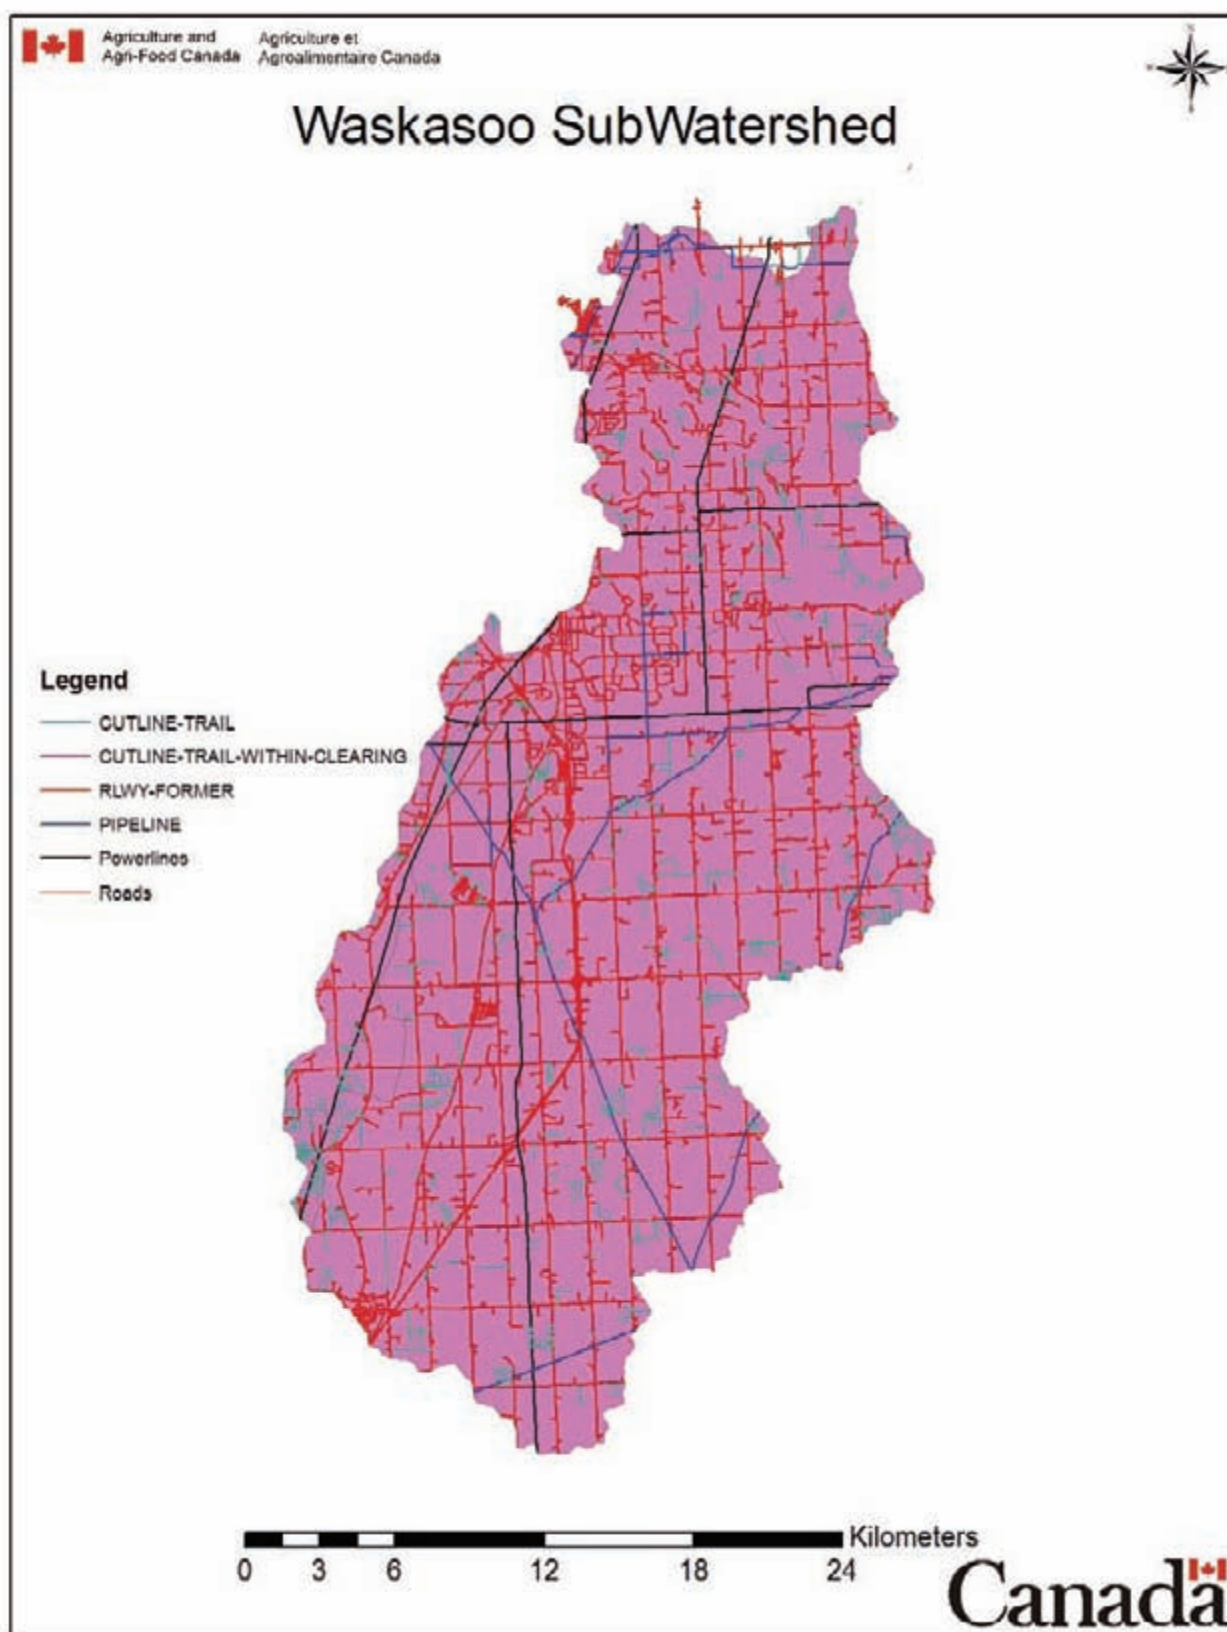 Agriculture and Agriculture et
Agri-Food Canada Agroalimentaire Canada
Waskasoo SubWatershed
Legend
CUTLINE-TRAIL
CUTLINE-TRAIL-WITHIN-CLEARING
RLWY-FORMER
PIPELINE
Powerlines
Roads
Kilometers
0 3 6 12 18 24
Canada